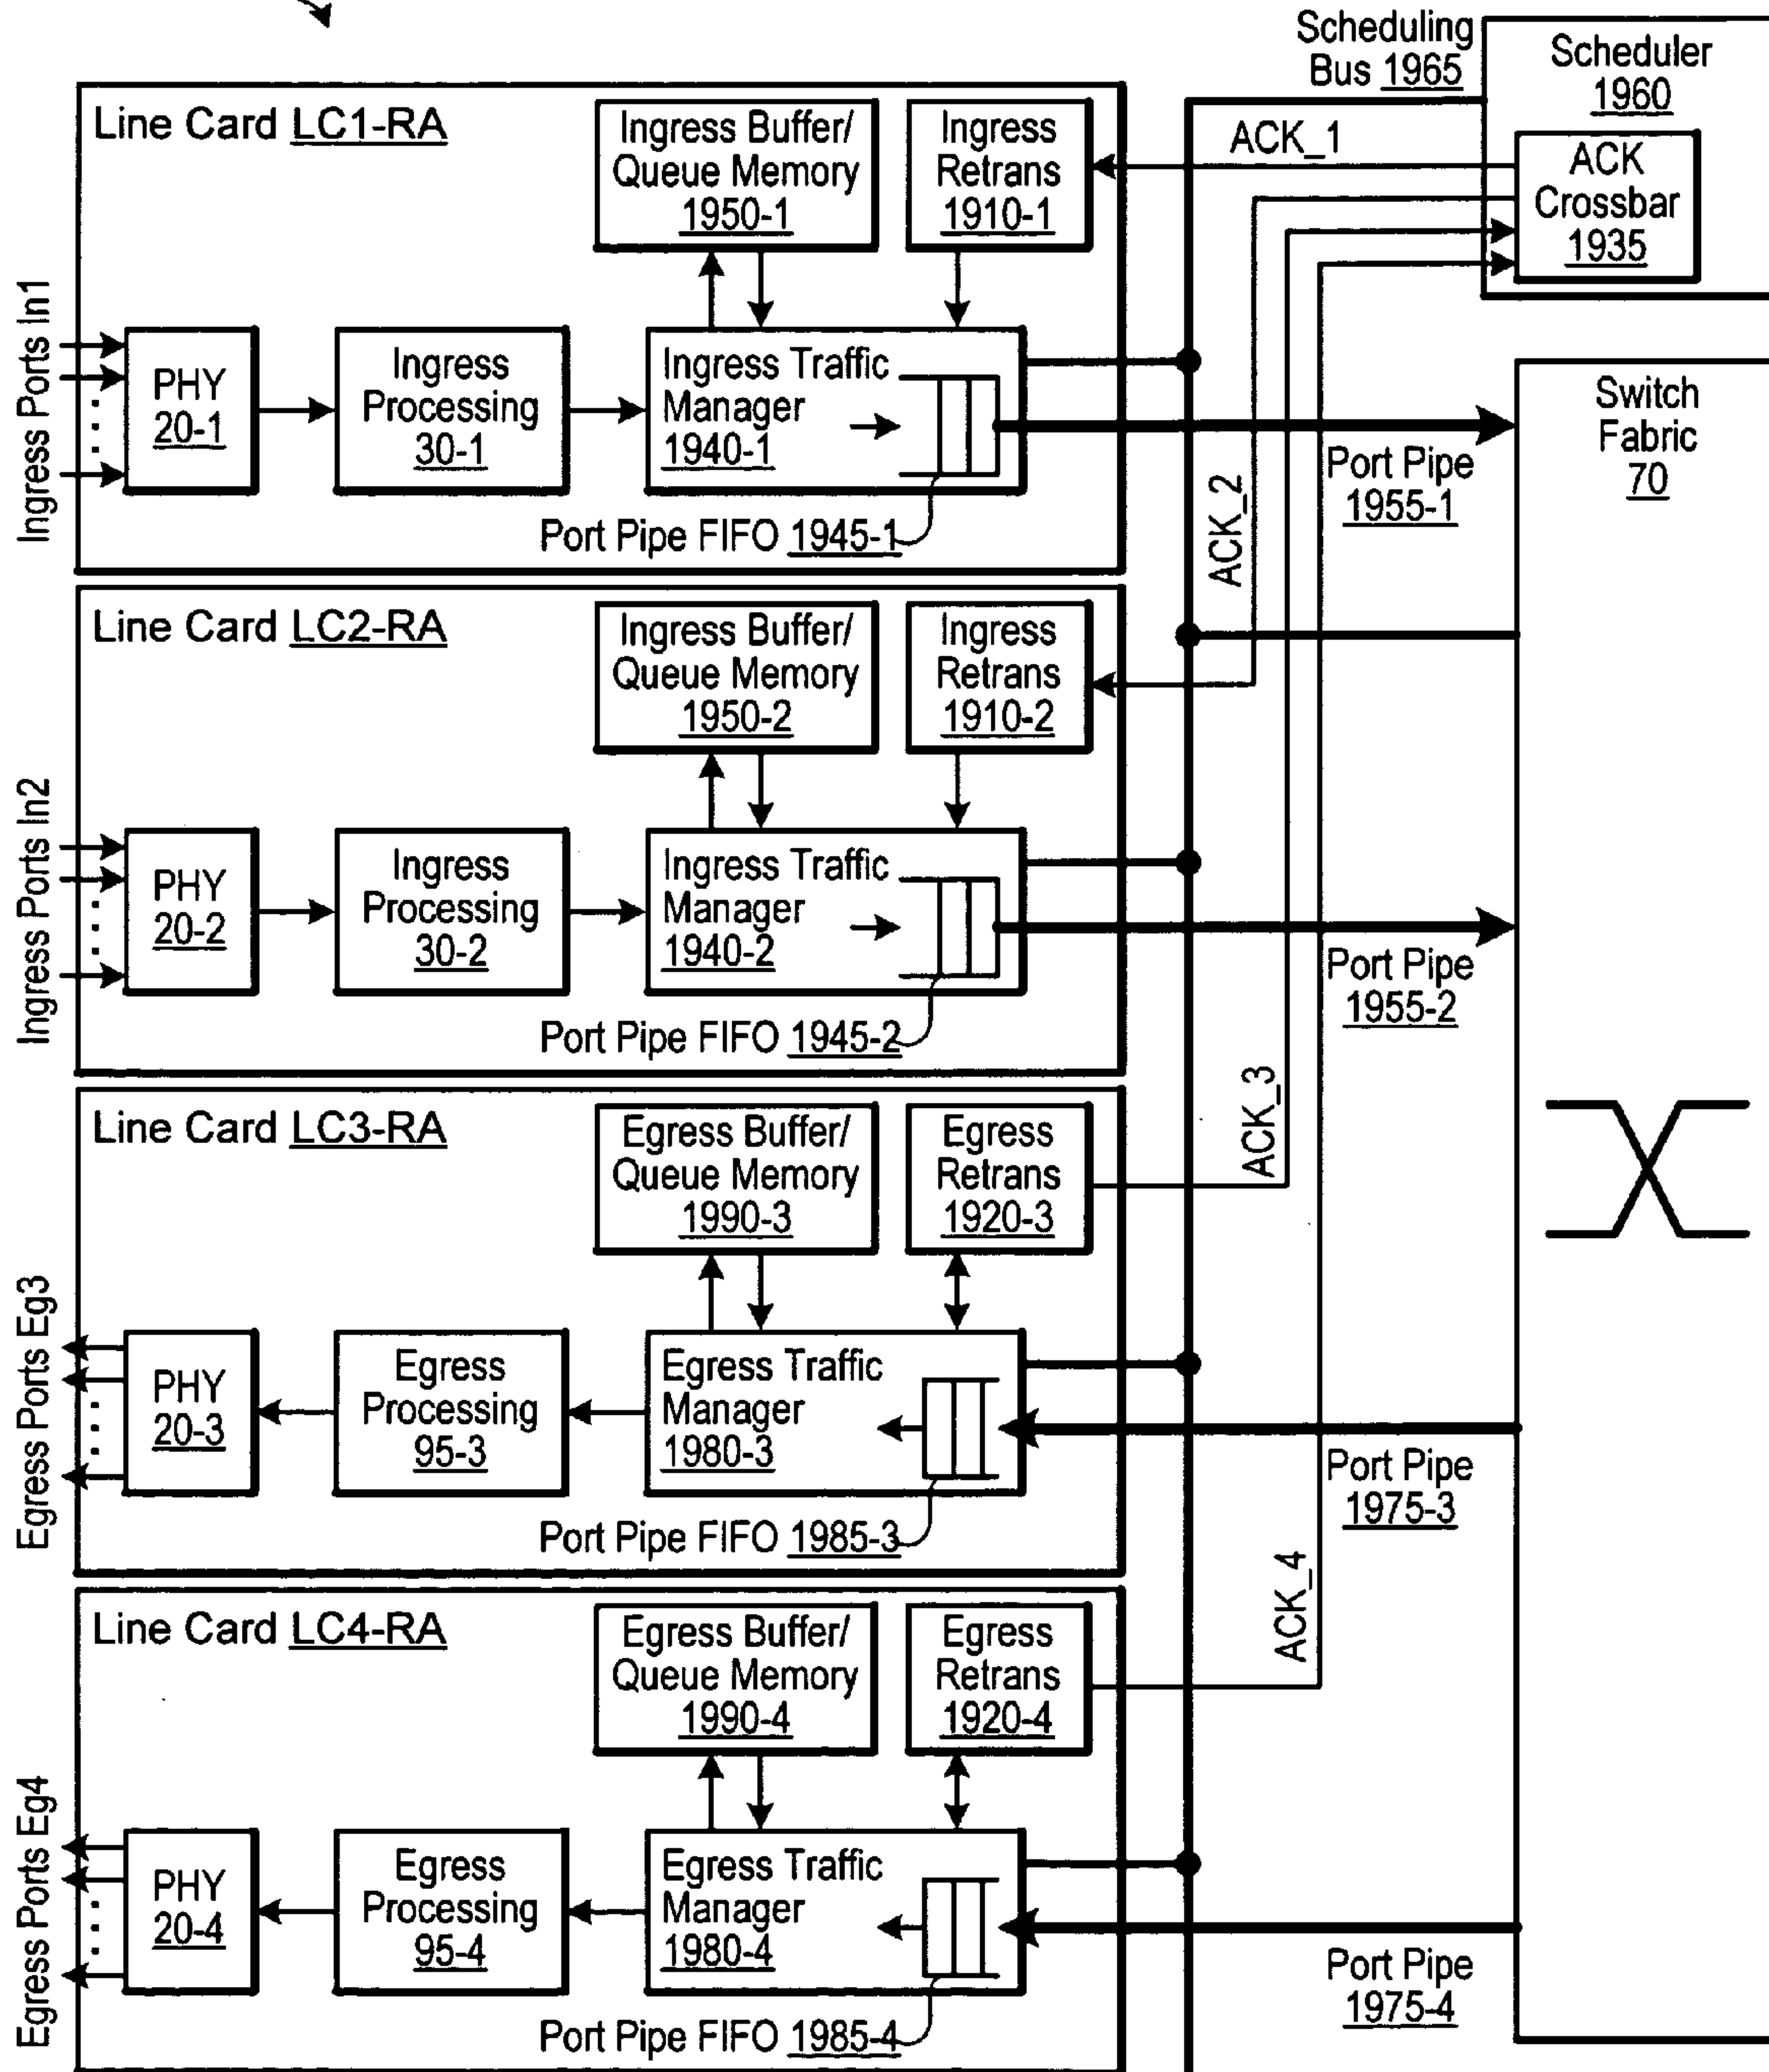 Scheduling
Bus 1965
Scheduler
1960
ACK
Crossbar
1935
ACK_1
ACK_2
ACK_3
ACK_4
Line Card LC1-RA
Ingress Buffer/
Queue Memory
1950-1
Ingress
Retrans
1910-1
Ingress Ports In1
PHY
20-1
Ingress
Processing
30-1
Ingress Traffic
Manager
1940-1
Port Pipe FIFO 1945-1
Port Pipe
1955-1
Switch
Fabric
70
Line Card LC2-RA
Ingress Buffer/
Queue Memory
1950-2
Ingress
Retrans
1910-2
Ingress Ports In2
PHY
20-2
Ingress
Processing
30-2
Ingress Traffic
Manager
1940-2
Port Pipe FIFO 1945-2
Port Pipe
1955-2
Line Card LC3-RA
Egress Buffer/
Queue Memory
1990-3
Egress
Retrans
1920-3
Egress Ports Eg3
PHY
20-3
Egress
Processing
95-3
Egress Traffic
Manager
1980-3
Port Pipe FIFO 1985-3
Port Pipe
1975-3
Line Card LC4-RA
Egress Buffer/
Queue Memory
1990-4
Egress
Retrans
1920-4
Egress Ports Eg4
PHY
20-4
Egress
Processing
95-4
Egress Traffic
Manager
1980-4
Port Pipe FIFO 1985-4
Port Pipe
1975-4